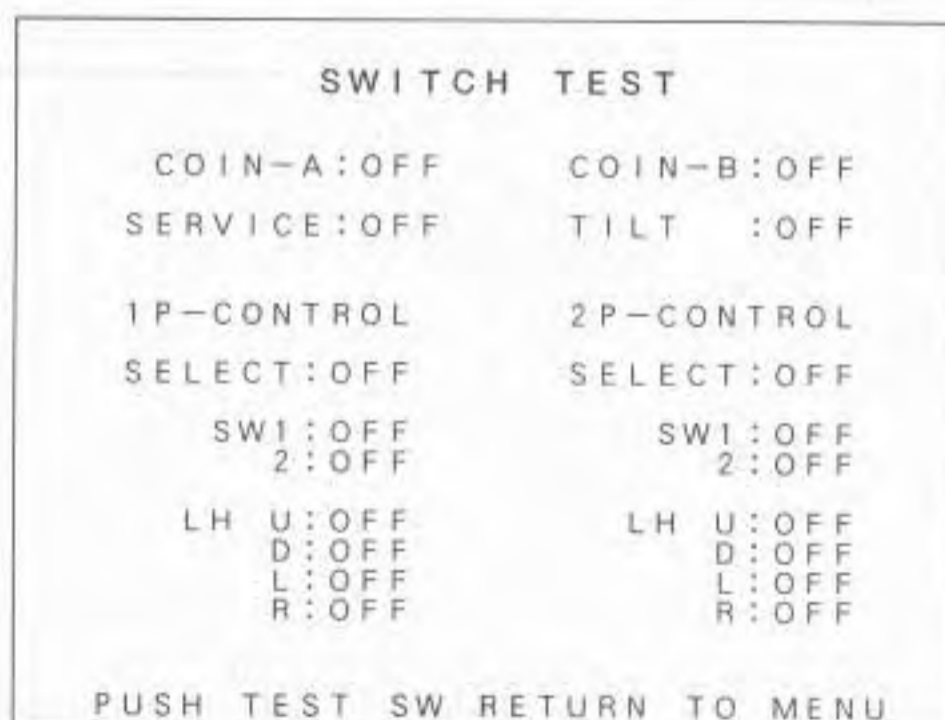 SWITCH TEST
COIN-A:OFF COIN-B:OFF
SERVICE:OFF TILT :OFF
1P-CONTROL 2P-CONTROL
SELECT:OFF SELECT:OFF
SW1:OFF SW1:OFF
2:OFF 2:OFF
LH U:OFF LH U:OFF
D:OFF D:OFF
L:OFF L:OFF
R:OFF R:OFF
PUSH TEST SW RETURN TO MENU